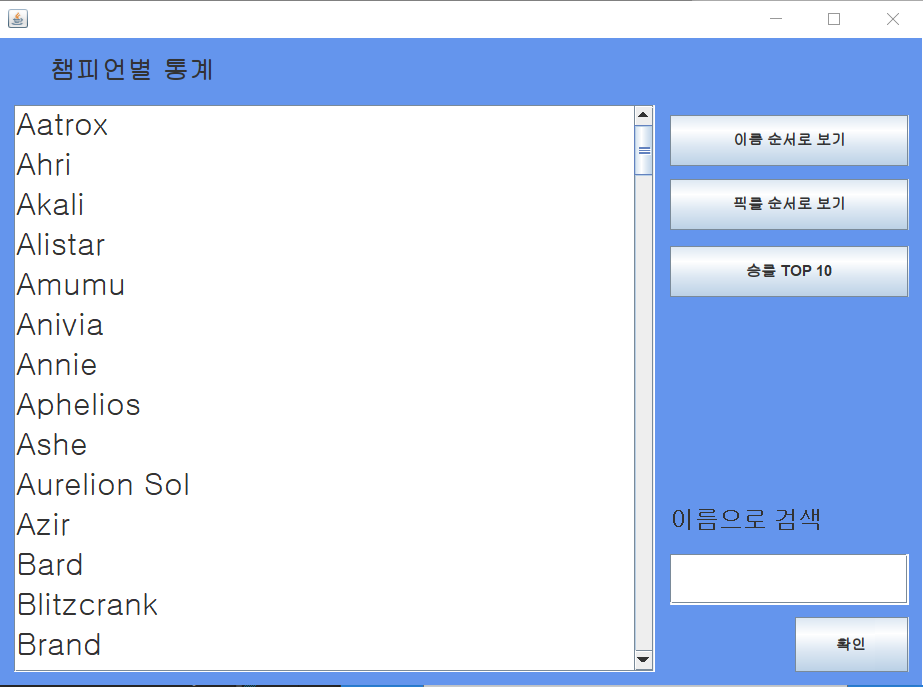 챔피언별 통계
Aatrox
Ahri
Akali
Alistar
Amumu
Anivia
Annie
Aphelios
Ashe
Aurelion Sol
Azir
Bard
Blitzcrank
Brand
이름 순서로 보기
픽률 순서로 보기
승률 TOP 10
이름으로 검색
확인